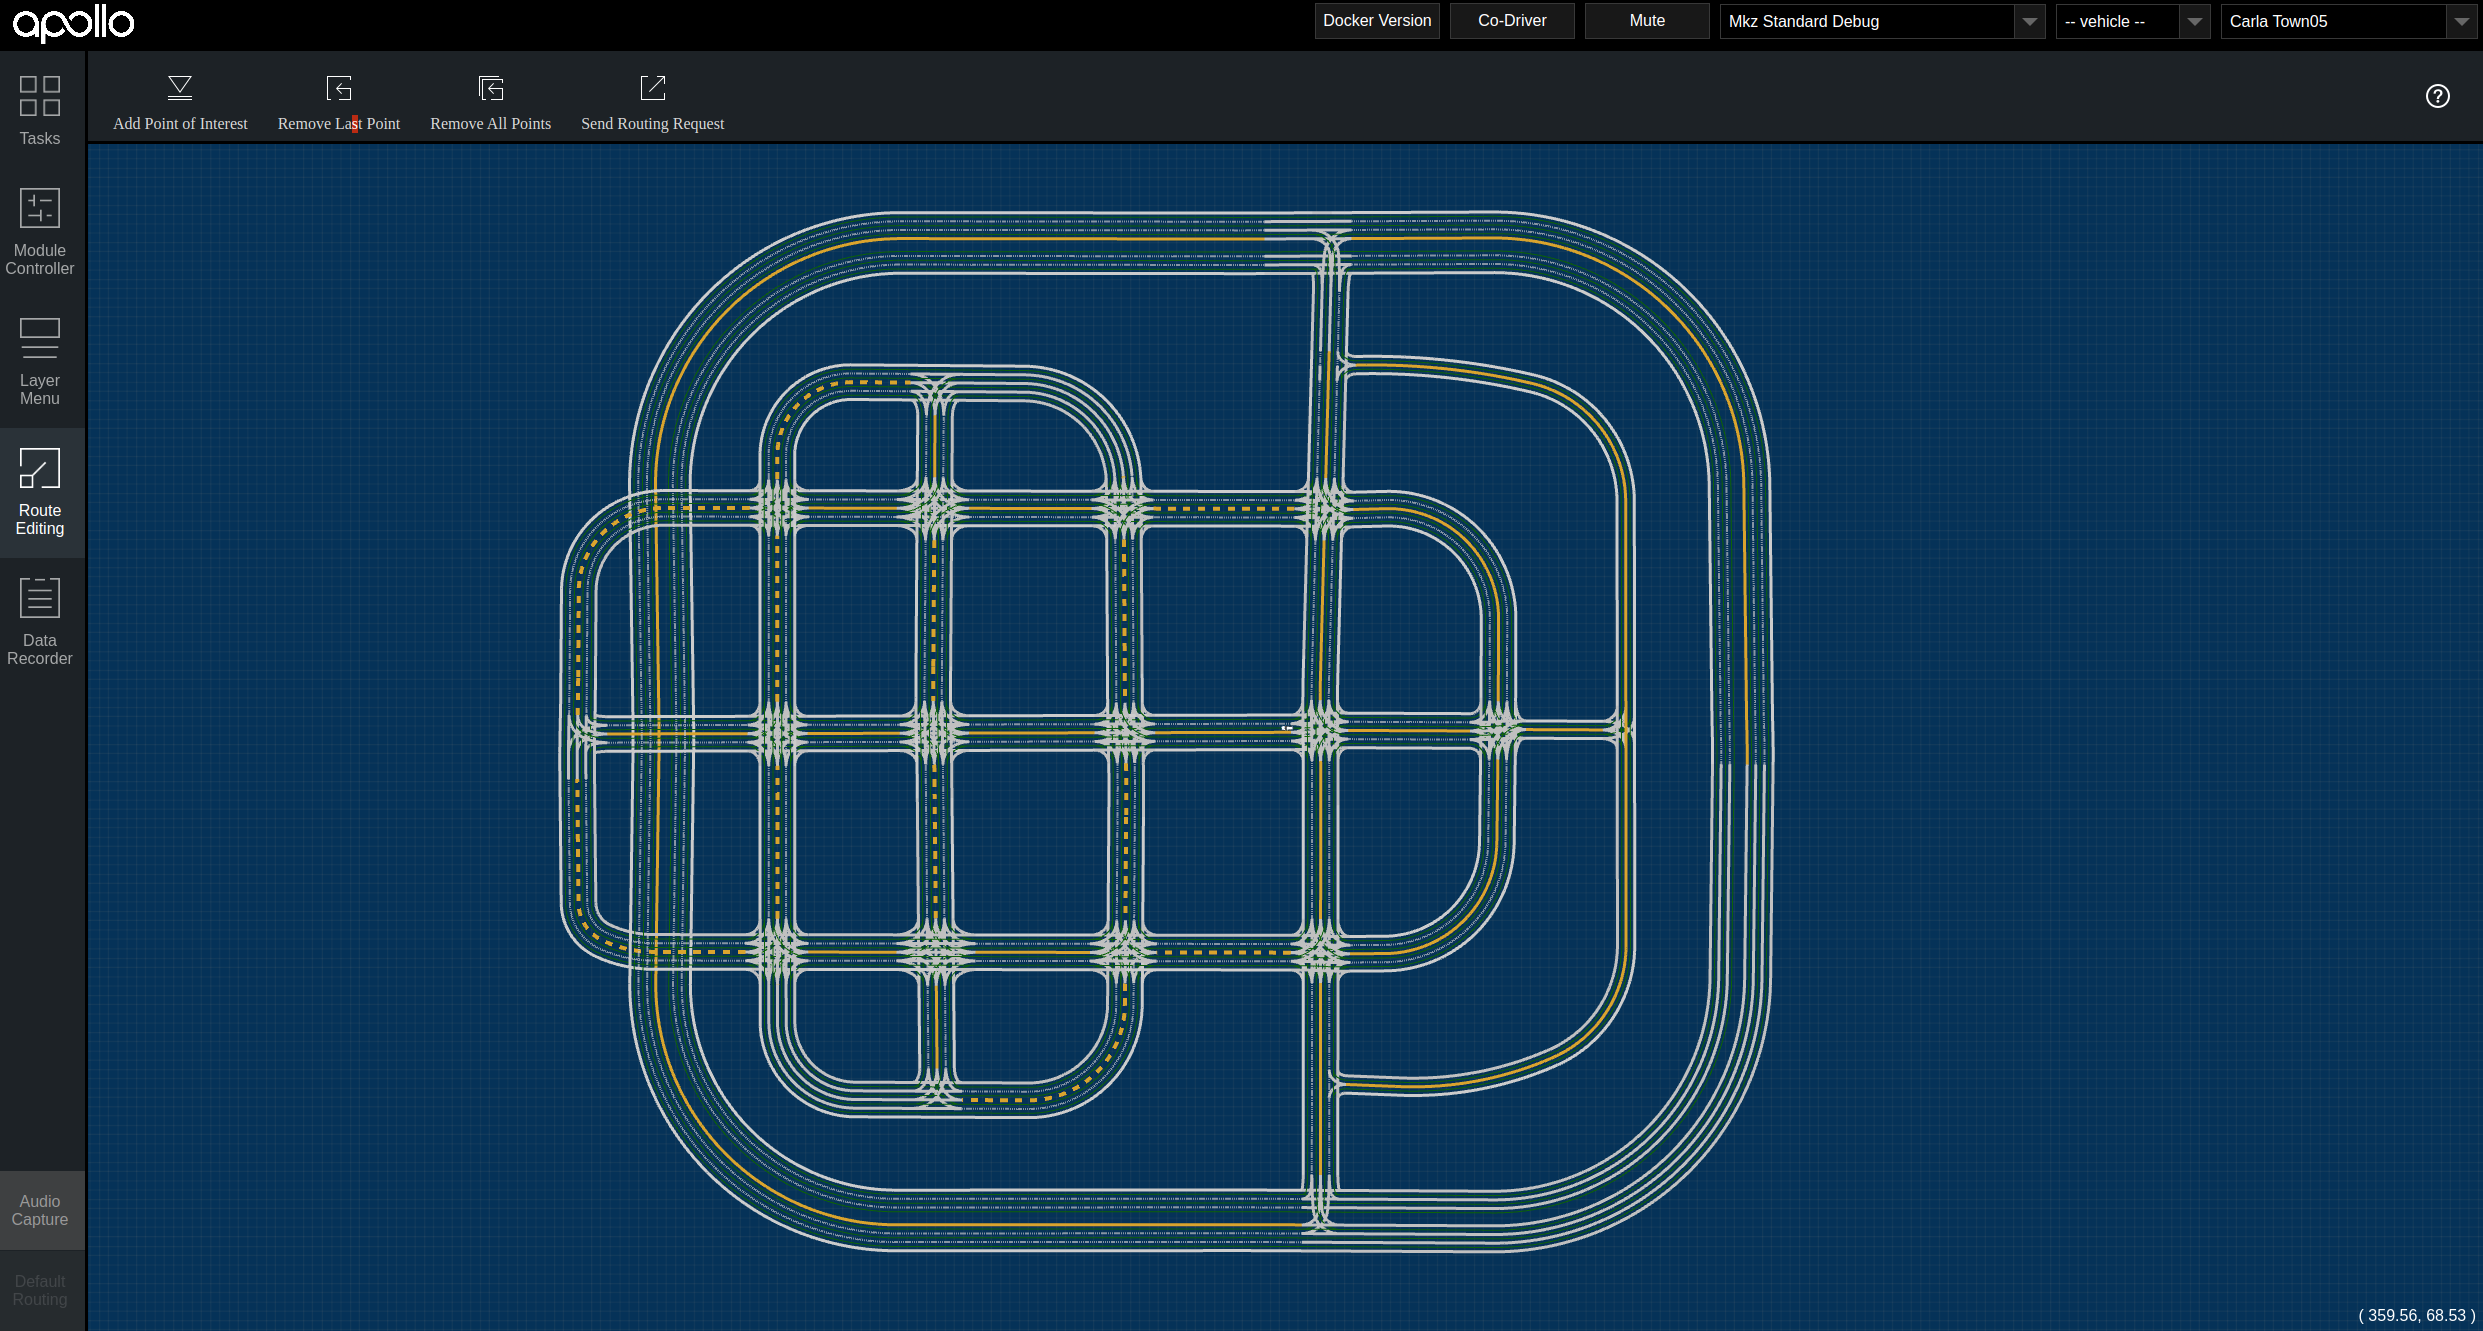 apollo
Docker Version
Co-Driver
Mute
Mkz Standard Debug
-- vehicle --
Carla Town05
Add Point of Interest
Remove Last Point
Remove All Points
Send Routing Request
?
Tasks
Module
Controller
Layer
Menu
Route
Editing
Data
Recorder
Audio
Capture
Default
Routing
( 359.56, 68.53 )